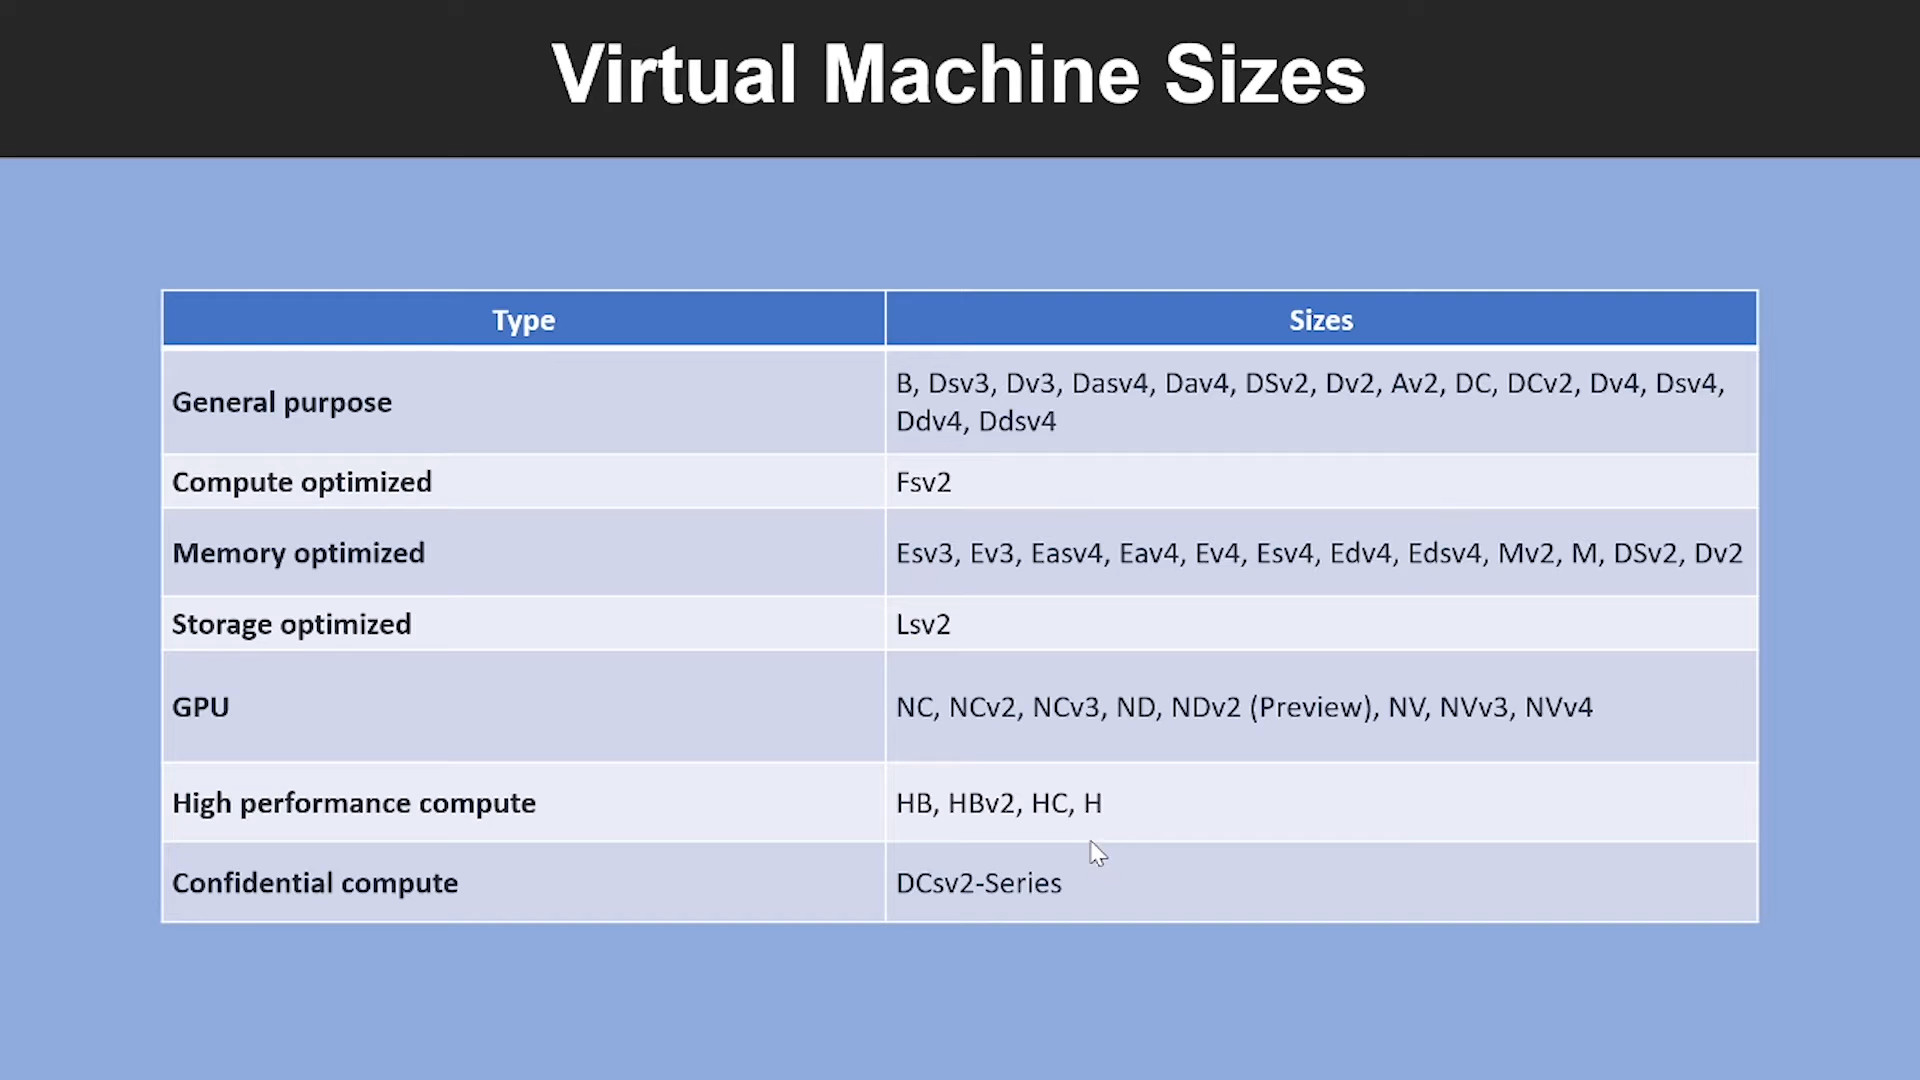 Virtual Machine Sizes
Type
Sizes
General purpose
B, Dsv3, Dv3, Dasv4, Dav4, DSv2, Dv2, Av2, DC, DCv2, Dv4, Dsv4,
Ddv4, Ddsv4
Compute optimized
Fsv2
Memory optimized
Esv3, Ev3, Easv4, Eav4, Ev4, Esv4, Edv4, Edsv4, Mv2, M, DSv2, Dv2
Storage optimized
Lsv2
GPU
NC, NCv2, NCv3, ND, NDv2 (Preview), NV, NVv3, NVv4
High performance compute
HB, HBv2, HC, H
Confidential compute
DCsv2-Series